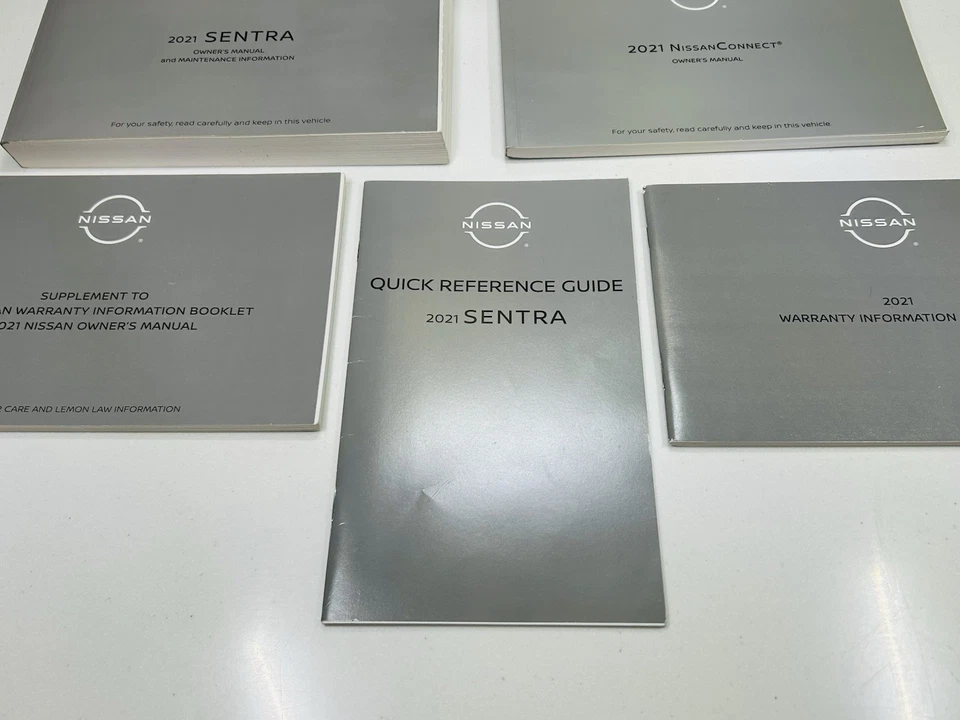 2021 SENTRA
OWNER'S MANUAL
and MAINTENANCE INFORMATION
For your safety, read carefully and keep in this vehicle.
2021 NISSANCONNECT®
OWNER'S MANUAL
For your safety, read carefully and keep in this vehicle.
NISSAN
SUPPLEMENT TO
WARRANTY INFORMATION BOOKLET
NISSAN OWNER'S MANUAL
CARE AND LEMON LAW INFORMATION
NISSAN
QUICK REFERENCE GUIDE
2021 SENTRA
NISSAN
2021
WARRANTY INFORMATION